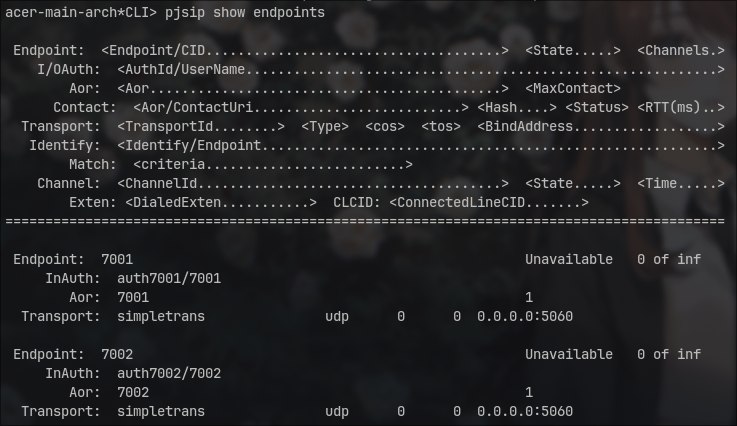 acer-main-arch*CLI> pjsip show endpoints
 Endpoint:  <Endpoint/CID.....................................>  <State.....>  <Channels.>
    I/OAuth:  <AuthId/UserName...........................................................>
        Aor:  <Aor............................................>  <MaxContact>
      Contact:  <Aor/ContactUri..........................> <Hash....> <Status> <RTT(ms)..>
  Transport:  <TransportId........>  <Type>  <cos>  <tos>  <BindAddress..................>
   Identify:  <Identify/Endpoint.........................................................>
        Match:  <criteria.........................>
    Channel:  <ChannelId......................................>  <State.....>  <Time.....>
        Exten: <DialedExten...........>  CLCID: <ConnectedLineCID.......>
==========================================================================================
 Endpoint:  7001                                                 Unavailable   0 of inf
     InAuth:  auth7001/7001
        Aor:  7001                                               1
  Transport:  simpletrans               udp      0      0  0.0.0.0:5060
 Endpoint:  7002                                                 Unavailable   0 of inf
     InAuth:  auth7002/7002
        Aor:  7002                                               1
  Transport:  simpletrans               udp      0      0  0.0.0.0:5060